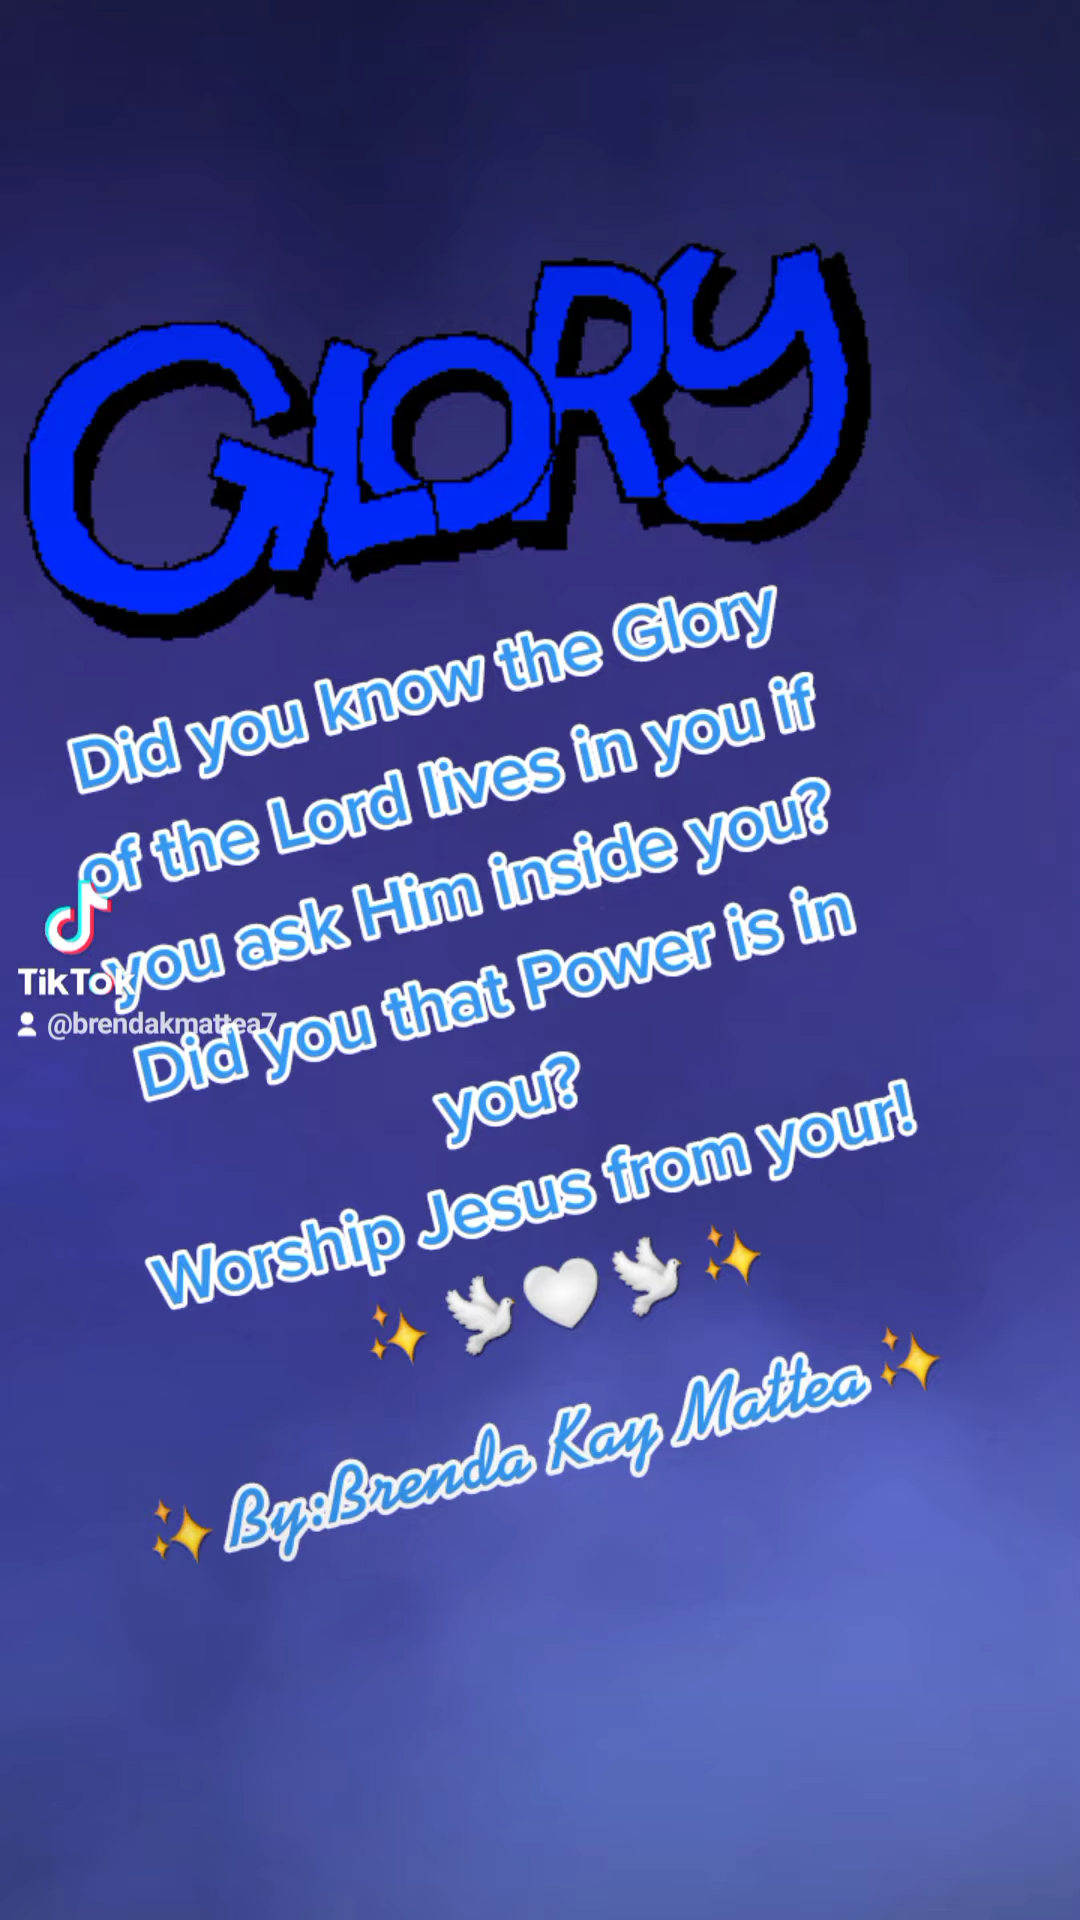 GLORY
Did you know the Glory
of the Lord lives in you if
you ask Him inside you?
Did you that Power is in
you?
Worship Jesus from your!
✨ 🕊️🤍🕊️ ✨
✨ By:Brenda Kay Mattea ✨
TikTok
@brendakmattea7